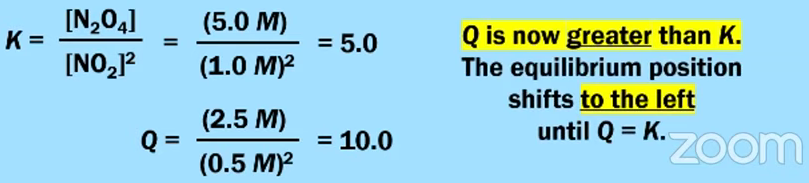 K = [N₂O₄] / [NO₂]² = (5.0 M) / (1.0 M)² = 5.0
Q = (2.5 M) / (0.5 M)² = 10.0
Q is now greater than K.
The equilibrium position
shifts to the left
until Q = K.
zoom